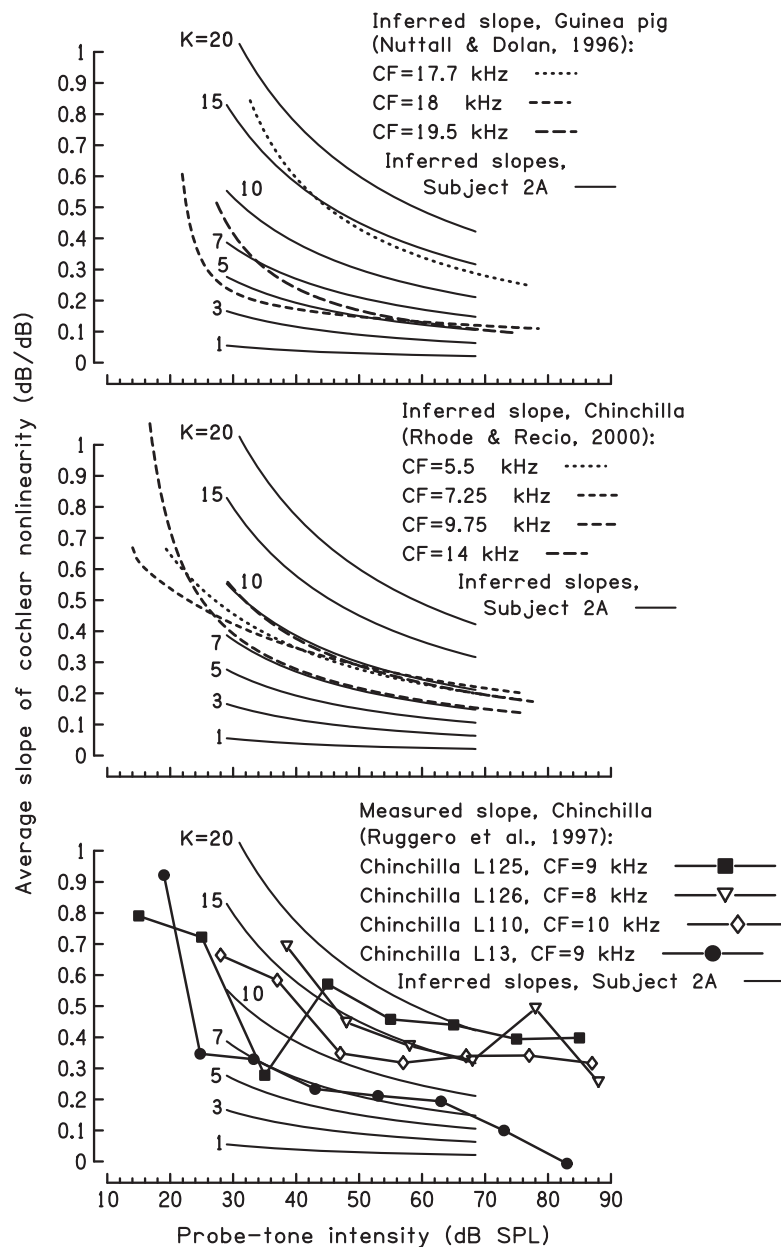 Average slope of cochlear nonlinearity (dB/dB)
Inferred slope, Guinea pig
(Nuttall & Dolan, 1996):
CF=17.7 kHz
CF=18 kHz
CF=19.5 kHz
Inferred slopes,
Subject 2A
K=20
15
10
7
5
3
1
1
0.9
0.8
0.7
0.6
0.5
0.4
0.3
0.2
0.1
0
Inferred slope, Chinchilla
(Rhode & Recio, 2000):
CF=5.5 kHz
CF=7.25 kHz
CF=9.75 kHz
CF=14 kHz
Inferred slopes,
Subject 2A
K=20
15
10
7
5
3
1
1
0.9
0.8
0.7
0.6
0.5
0.4
0.3
0.2
0.1
0
Measured slope, Chinchilla
(Ruggero et al., 1997):
Chinchilla L125, CF=9 kHz
Chinchilla L126, CF=8 kHz
Chinchilla L110, CF=10 kHz
Chinchilla L13, CF=9 kHz
Inferred slopes, Subject 2A
K=20
15
10
7
5
3
1
1
0.9
0.8
0.7
0.6
0.5
0.4
0.3
0.2
0.1
0
10 20 30 40 50 60 70 80 90
Probe-tone intensity (dB SPL)